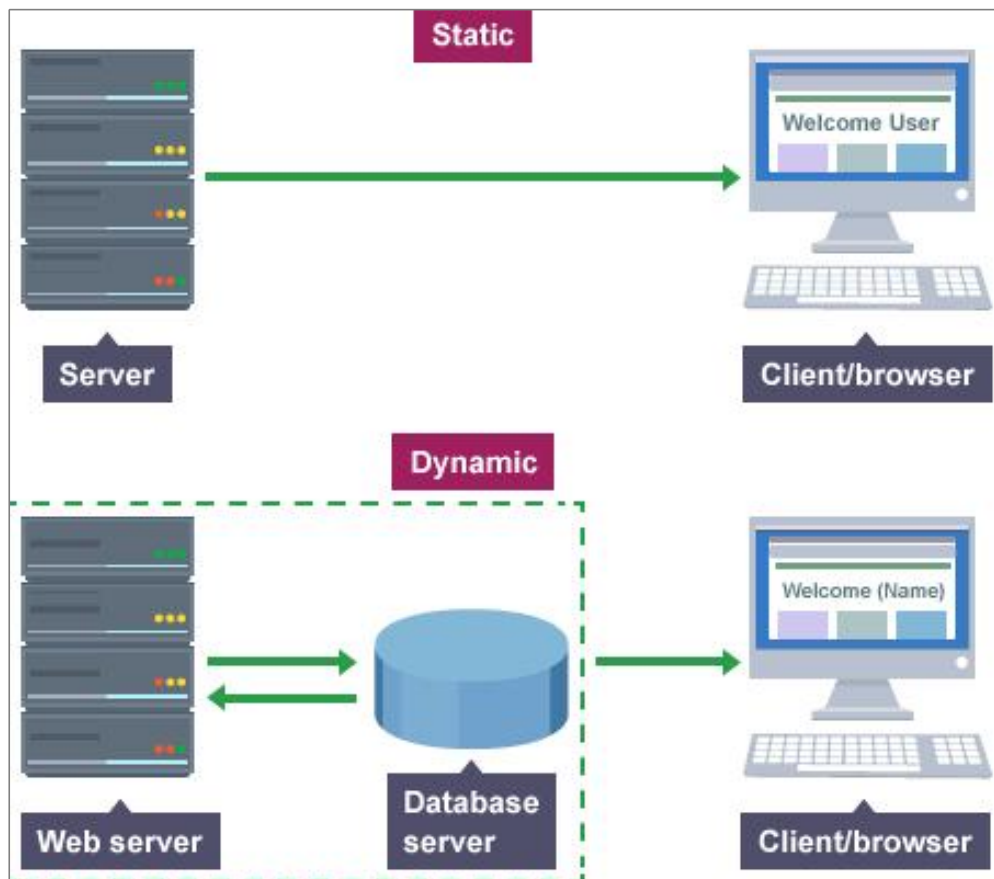 Static
Welcome User
Server
Client/browser
Dynamic
Welcome (Name)
Web server
Database
server
Client/browser